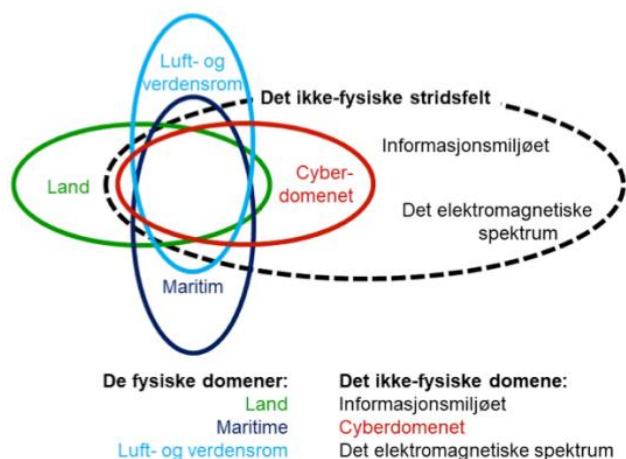 Luft- og
verdensrom
Det ikke-fysiske stridsfelt
Informasjonsmiljøet
Land
Cyber-
domenet
Det elektromagnetiske
spektrum
Maritim
De fysiske domener:
Land
Maritime
Luft- og verdensrom
Det ikke-fysiske domene:
Informasjonsmiljøet
Cyberdomenet
Det elektromagnetiske spektrum